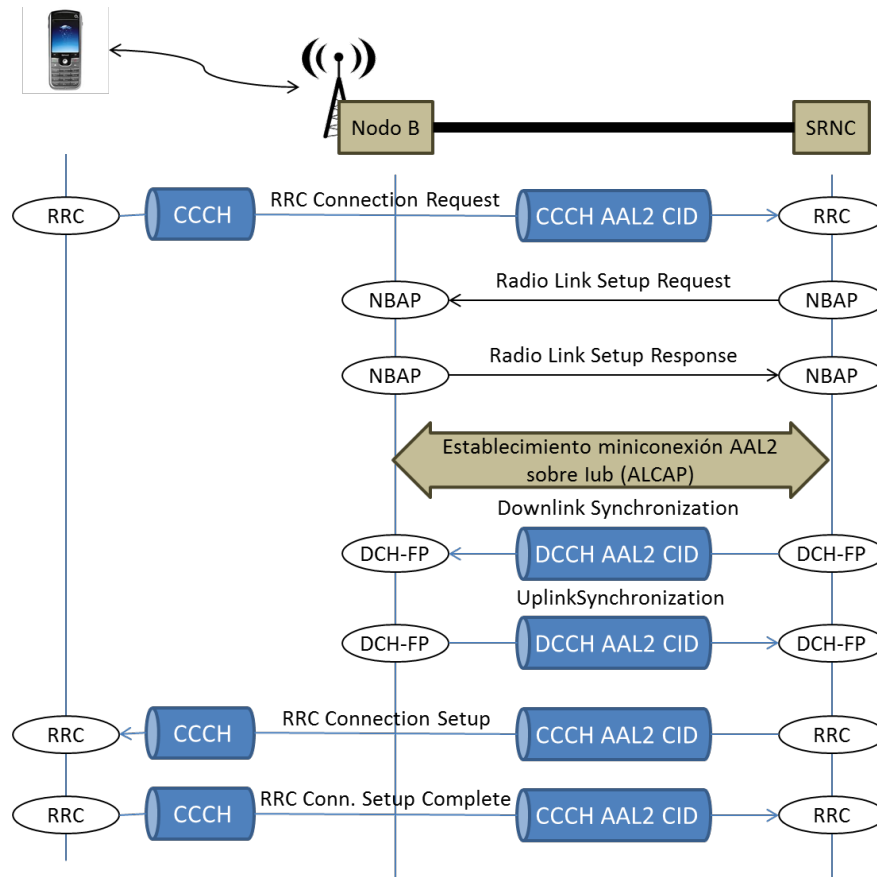 Nodo B
SRNC
RRC Connection Request
RRC
CCCH
CCCH AAL2 CID
RRC
Radio Link Setup Request
NBAP
NBAP
Radio Link Setup Response
NBAP
NBAP
Establecimiento miniconexión AAL2
sobre Iub (ALCAP)
Downlink Synchronization
DCH-FP
DCCH AAL2 CID
DCH-FP
UplinkSynchronization
DCH-FP
DCCH AAL2 CID
DCH-FP
RRC Connection Setup
RRC
CCCH
CCCH AAL2 CID
RRC
RRC Conn. Setup Complete
RRC
CCCH
CCCH AAL2 CID
RRC